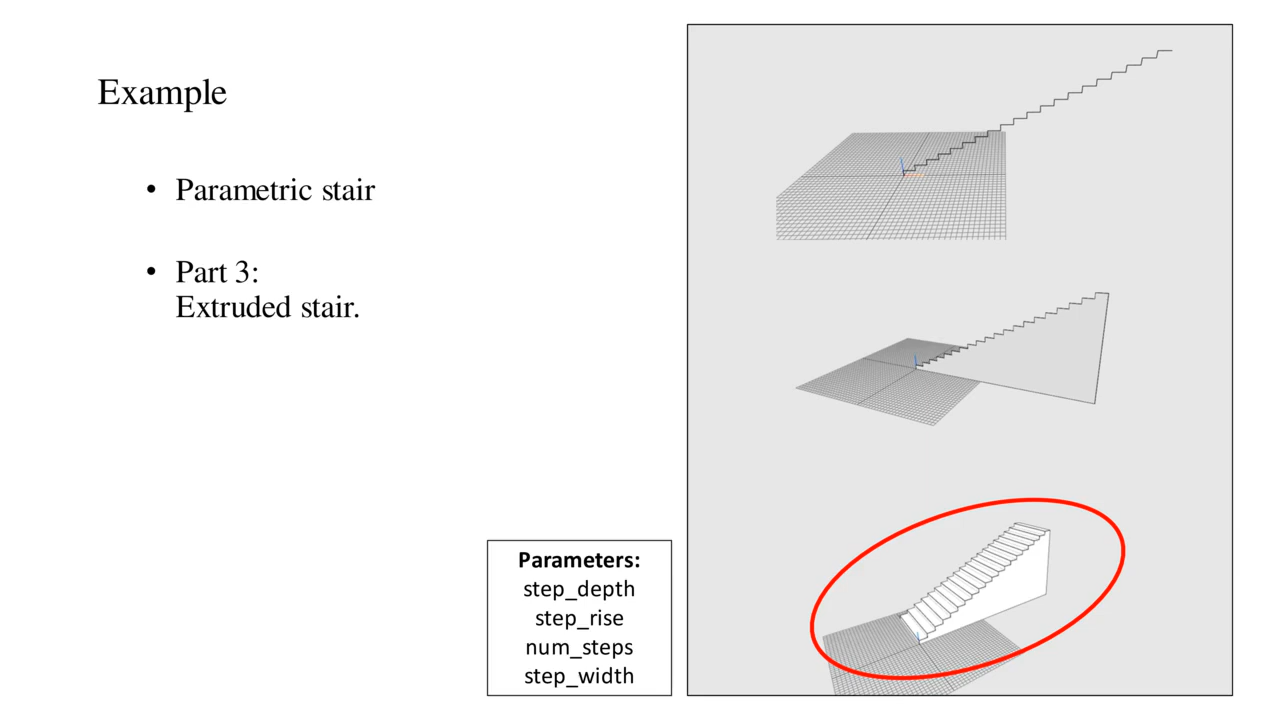 Example
• Parametric stair
• Part 3:
Extruded stair.
Parameters:
step_depth
step_rise
num_steps
step_width